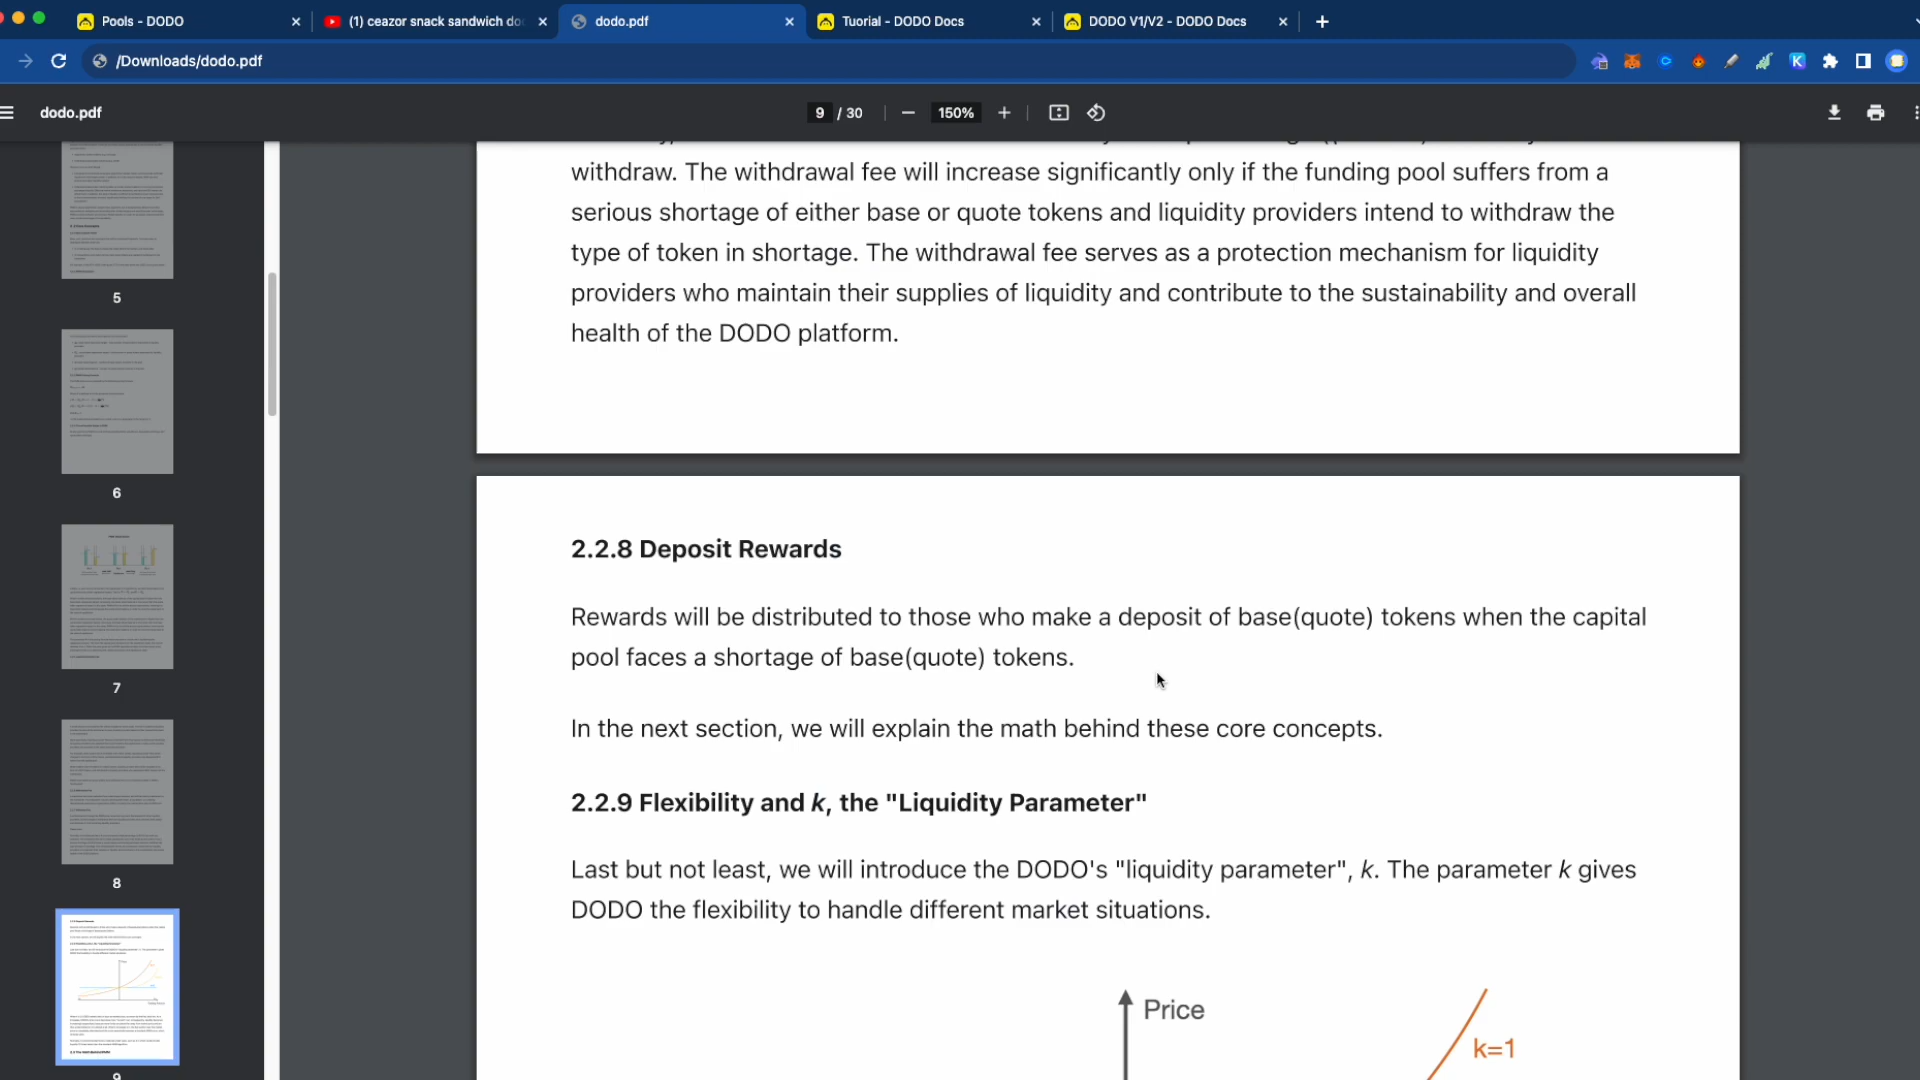 Pools - DODO
(1) ceazor snack sandwich do
dodo.pdf
Tuorial - DODO Docs
DODO V1/V2 - DODO Docs
/Downloads/dodo.pdf
dodo.pdf
9 / 30
150%
withdraw. The withdrawal fee will increase significantly only if the funding pool suffers from a
serious shortage of either base or quote tokens and liquidity providers intend to withdraw the
type of token in shortage. The withdrawal fee serves as a protection mechanism for liquidity
providers who maintain their supplies of liquidity and contribute to the sustainability and overall
health of the DODO platform.
2.2.8 Deposit Rewards
Rewards will be distributed to those who make a deposit of base(quote) tokens when the capital
pool faces a shortage of base(quote) tokens.
In the next section, we will explain the math behind these core concepts.
2.2.9 Flexibility and k, the "Liquidity Parameter"
Last but not least, we will introduce the DODO's "liquidity parameter", k. The parameter k gives
DODO the flexibility to handle different market situations.
Price
k=1
5
6
7
8
9